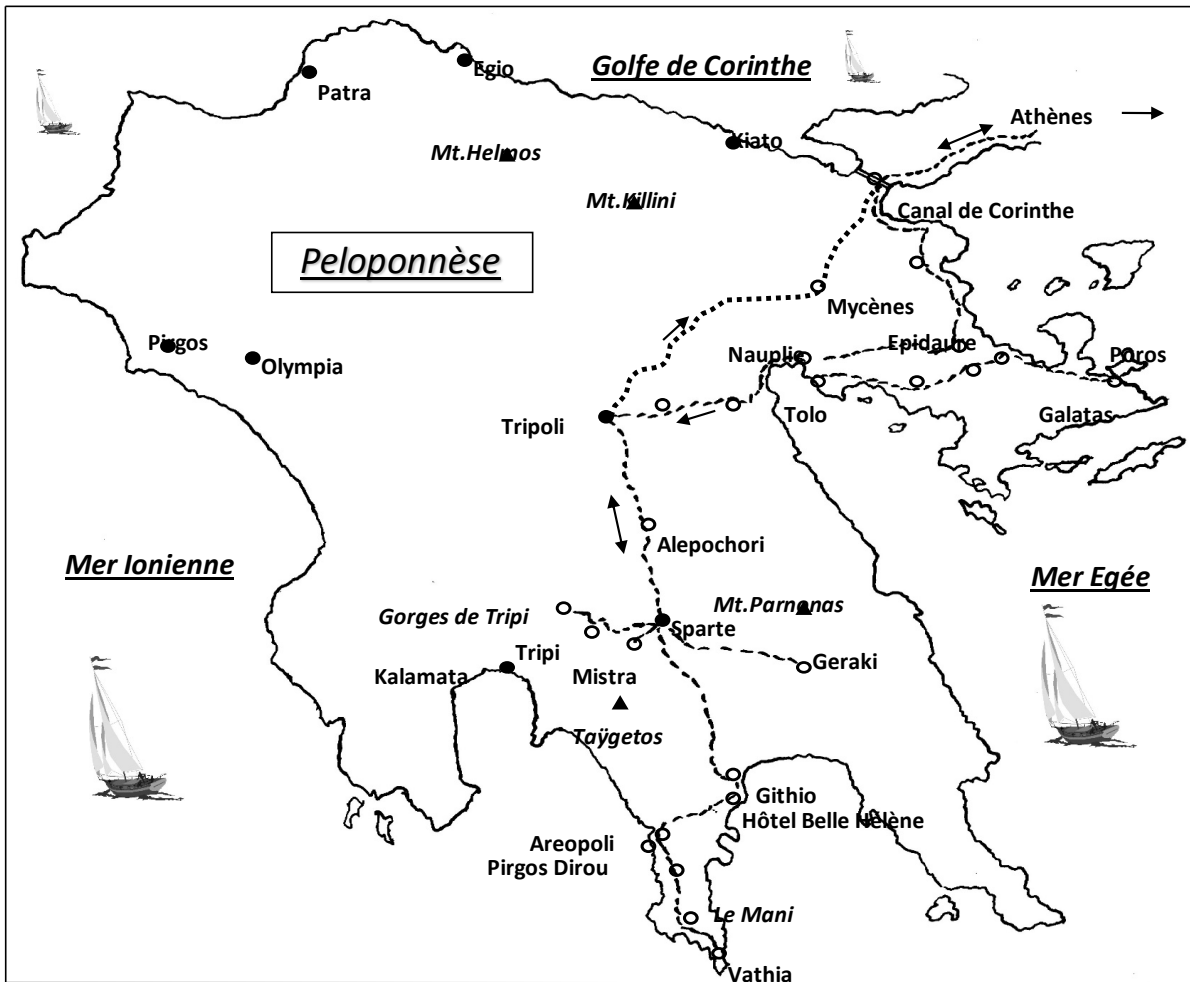 Egio
Golfe de Corinthe
Patra
Athènes
Kiato
Mt.Helmos
Mt.Killini
Canal de Corinthe
Peloponnèse
Mycènes
Pirgos
Olympia
Nauplie
Epidaure
Poros
Tolo
Galatas
Tripoli
Alepochori
Mer Ionienne
Mer Egée
Gorges de Tripi
Mt.Parnonas
Sparte
Tripi
Geraki
Kalamata
Mistra
Taÿgetos
Githio
Hôtel Belle Hélène
Areopoli
Pirgos Dirou
Le Mani
Vathia